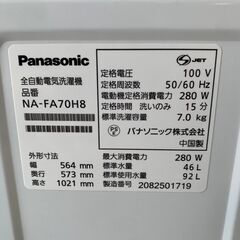 Panasonic
全自動電気洗濯機
品番
NA-FA70H8
外形寸法
幅 564 mm
奥行 573 mm
高さ 1021 mm
JET
定格電圧 100 V
定格周波数 50/60 Hz
電動機定格消費電力 280 W
定格時間 洗いのみ 15 分
標準洗濯容量 7.0 kg
PS E
パナソニック株式会社
中国製
最大消費電力 280 W
標準水量 46 L
標準使用水量 92 L
製造番号 2082501719